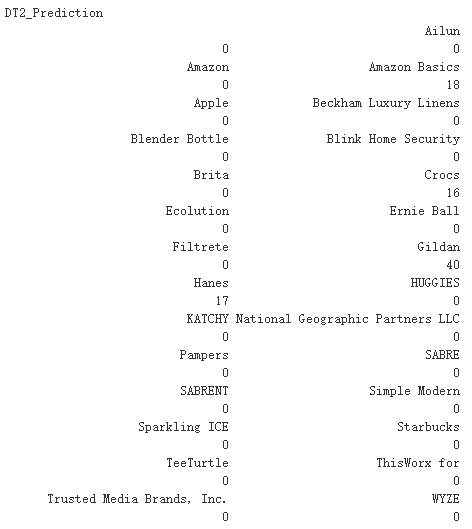 DT2_Prediction
Ailun
0 0
Amazon Amazon Basics
0 18
Apple Beckham Luxury Linens
0 0
Blender Bottle Blink Home Security
0 0
Brita Crocs
0 16
Ecolution Ernie Ball
0 0
Filtrete Gildan
0 40
Hanes HUGGIES
17 0
KATCHY National Geographic Partners LLC
0 0
Pampers SABRE
0 0
SABRENT Simple Modern
0 0
Sparkling ICE Starbucks
0 0
TeeTurtle ThisWorx for
0 0
Trusted Media Brands, Inc. WYZE
0 0